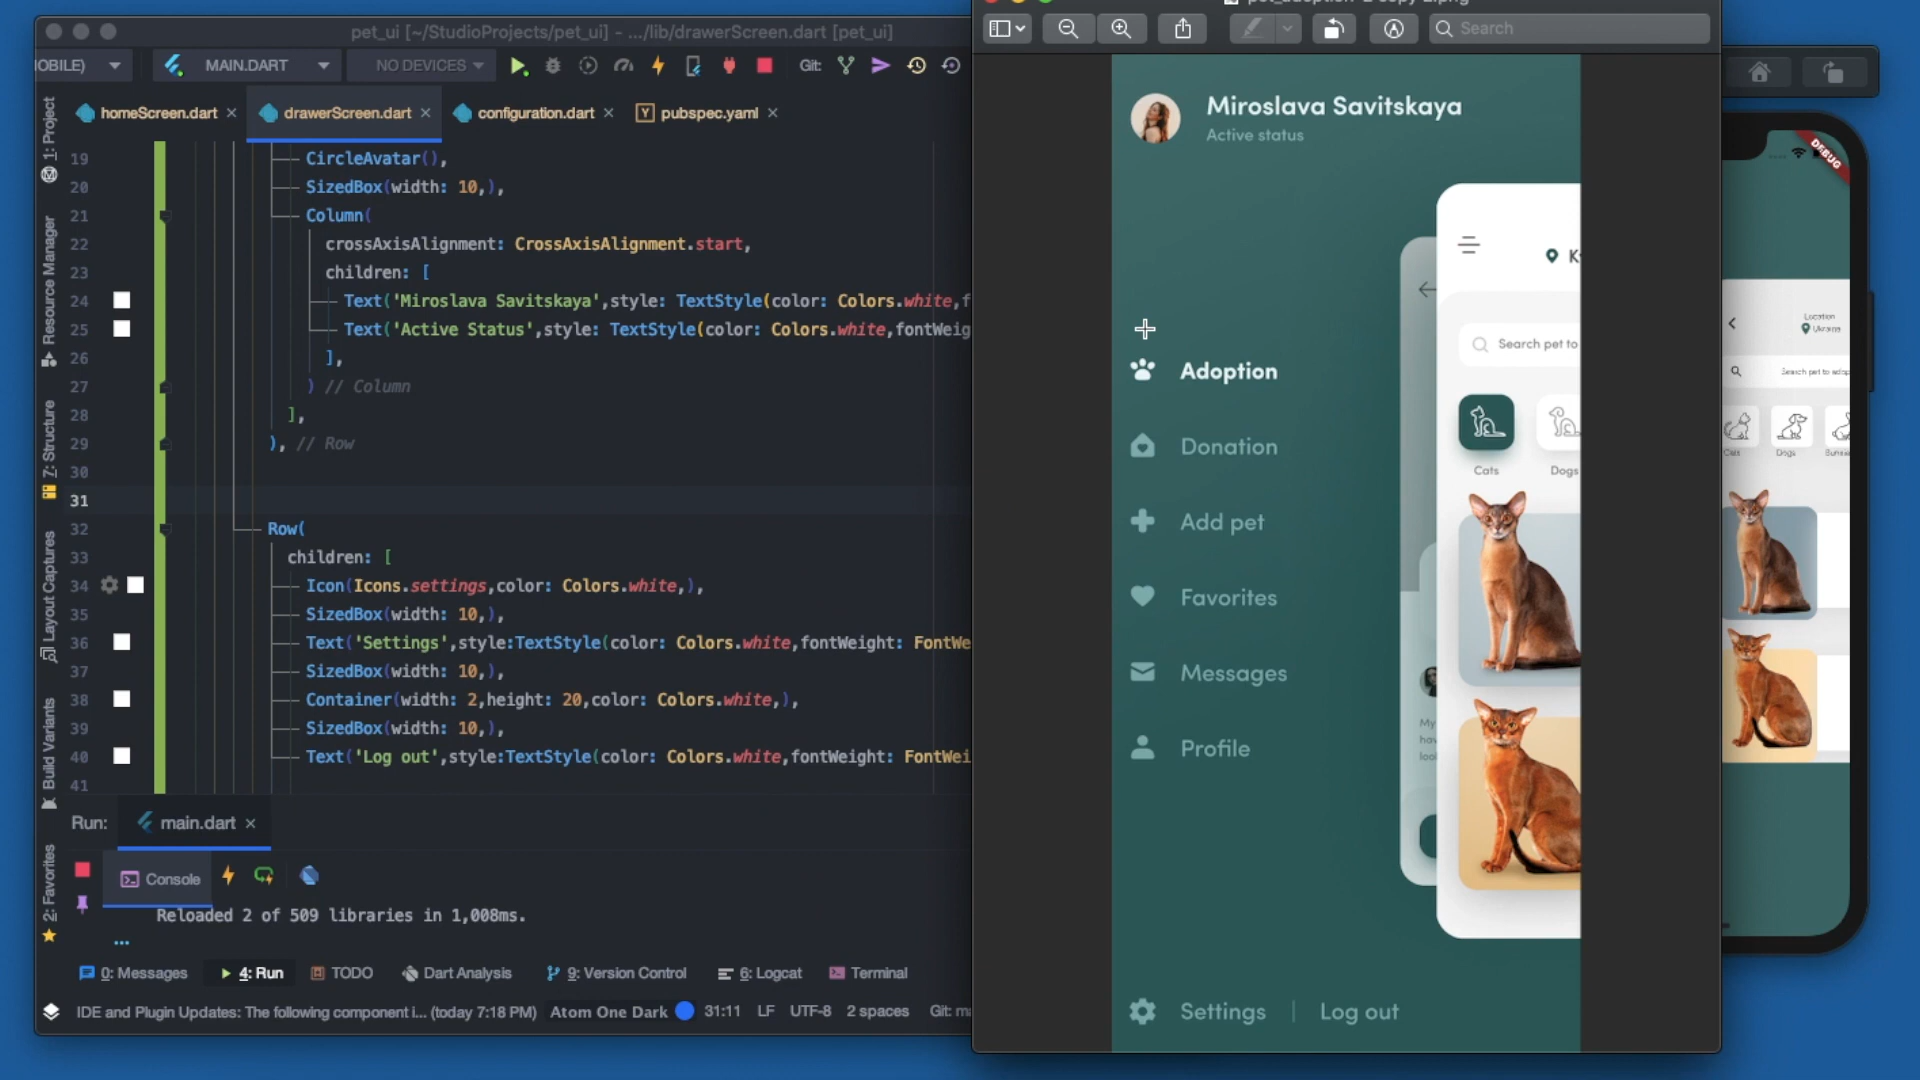 pet_ui [~/StudioProjects/pet_ui] - .../lib/drawerScreen.dart [pet_ui]
MAIN.DART
NO DEVICES
Git:
homeScreen.dart
drawerScreen.dart
configuration.dart
pubspec.yaml
1: Project
Resource Manager
7: Structure
Layout Captures
Build Variants
2: Favorites
19 CircleAvatar(),
20 SizedBox(width: 10,),
21 Column(
22 crossAxisAlignment: CrossAxisAlignment.start,
23 children: [
24 Text('Miroslava Savitskaya',style: TextStyle(color: Colors.white,f
25 Text('Active Status',style: TextStyle(color: Colors.white,fontWeig
26 ],
27 ) // Column
28 ],
29 ), // Row
30
31
32 Row(
33 children: [
34 Icon(Icons.settings,color: Colors.white,),
35 SizedBox(width: 10,),
36 Text('Settings',style:TextStyle(color: Colors.white,fontWeight: FontWe
37 SizedBox(width: 10,),
38 Container(width: 2,height: 20,color: Colors.white,),
39 SizedBox(width: 10,),
40 Text('Log out',style:TextStyle(color: Colors.white,fontWeight: FontWei
41
Run: main.dart
Console
Reloaded 2 of 509 libraries in 1,008ms.
0: Messages
4: Run
TODO
Dart Analysis
9: Version Control
6: Logcat
Terminal
IDE and Plugin Updates: The following component i... (today 7:18 PM)
Atom One Dark
31:11
LF
UTF-8
2 spaces
Search
Miroslava Savitskaya
Active status
Adoption
Donation
Add pet
Favorites
Messages
Profile
Settings | Log out
Search pet to
Cats
Dogs
My
DEBUG
Location
Ukraine
Search pet to adop
Cats
Dogs